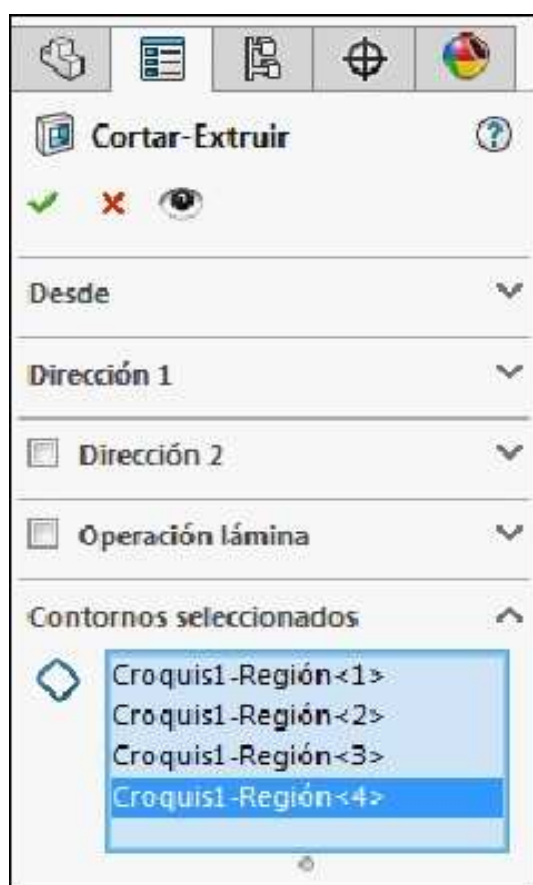 Cortar-Extruir
Desde
Dirección 1
Dirección 2
Operación lámina
Contornos seleccionados
Croquis1-Región<1>
Croquis1-Región<2>
Croquis1-Región<3>
Croquis1-Región<4>